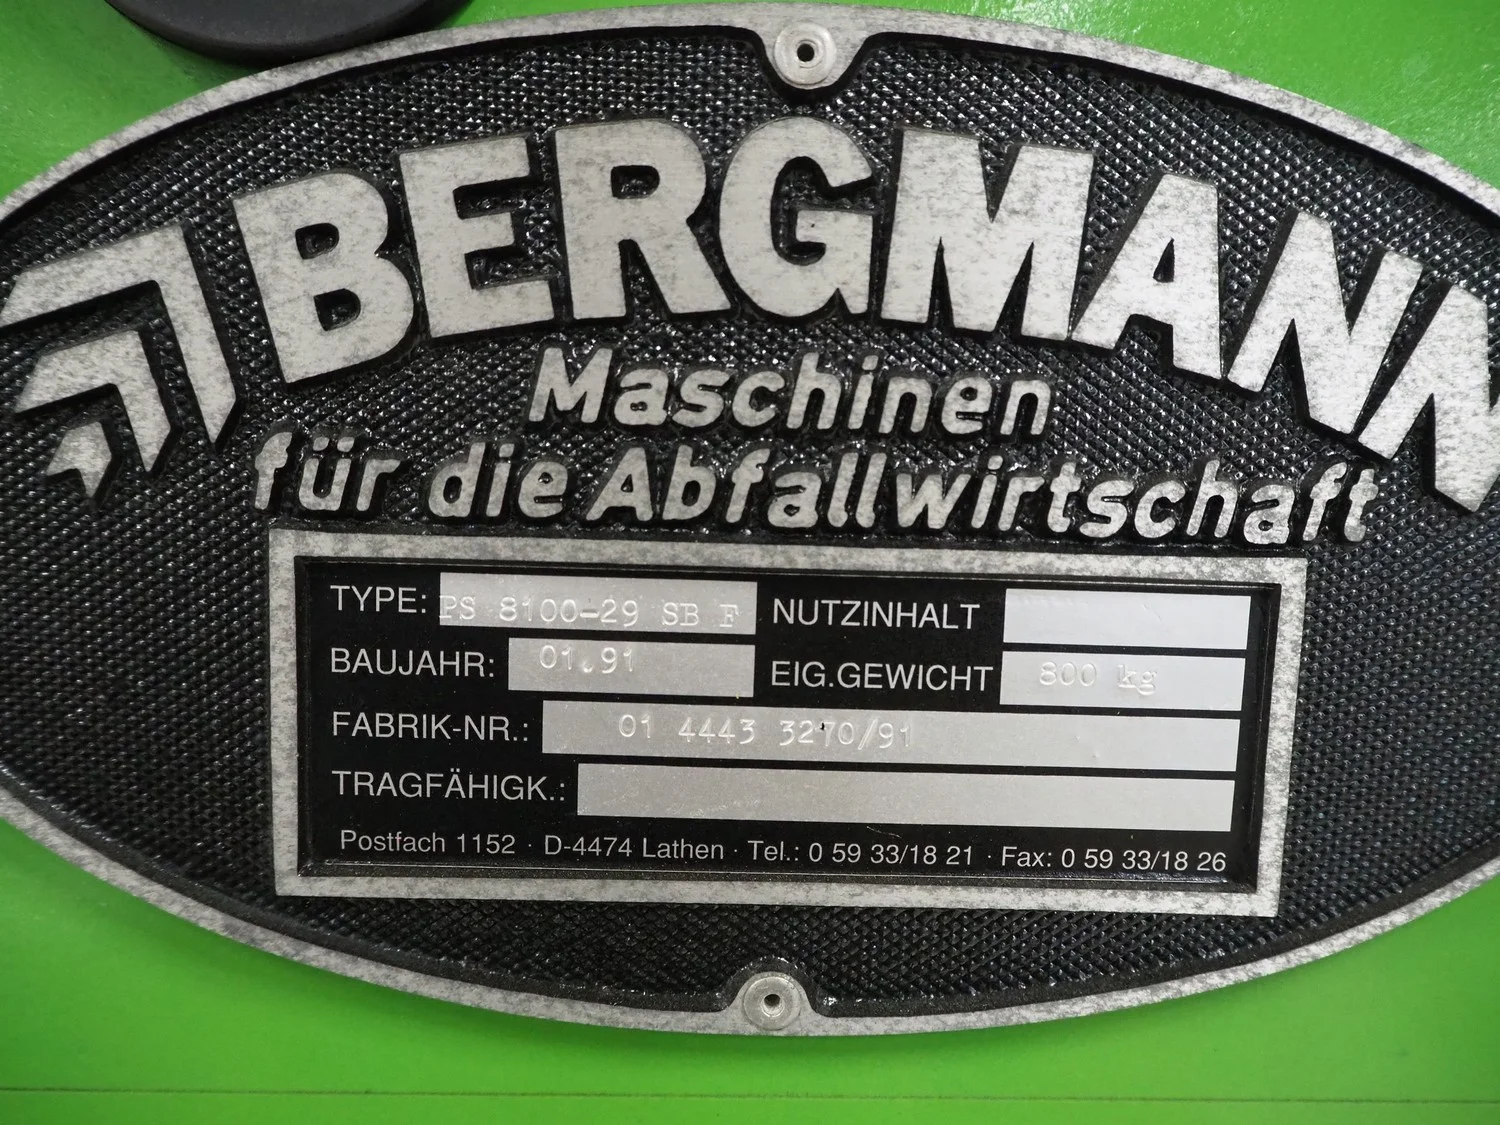 BERGMANN
Maschinen
für die Abfallwirtschaft
TYPE: PS 8100-29 SB F NUTZINHALT
BAUJAHR: 01.91 EIG.GEWICHT 800 kg
FABRIK-NR.: 01 4443 3270/91
TRAGFÄHIGK.:
Postfach 1152 · D-4474 Lathen · Tel.: 0 59 33/18 21 · Fax: 0 59 33/18 26